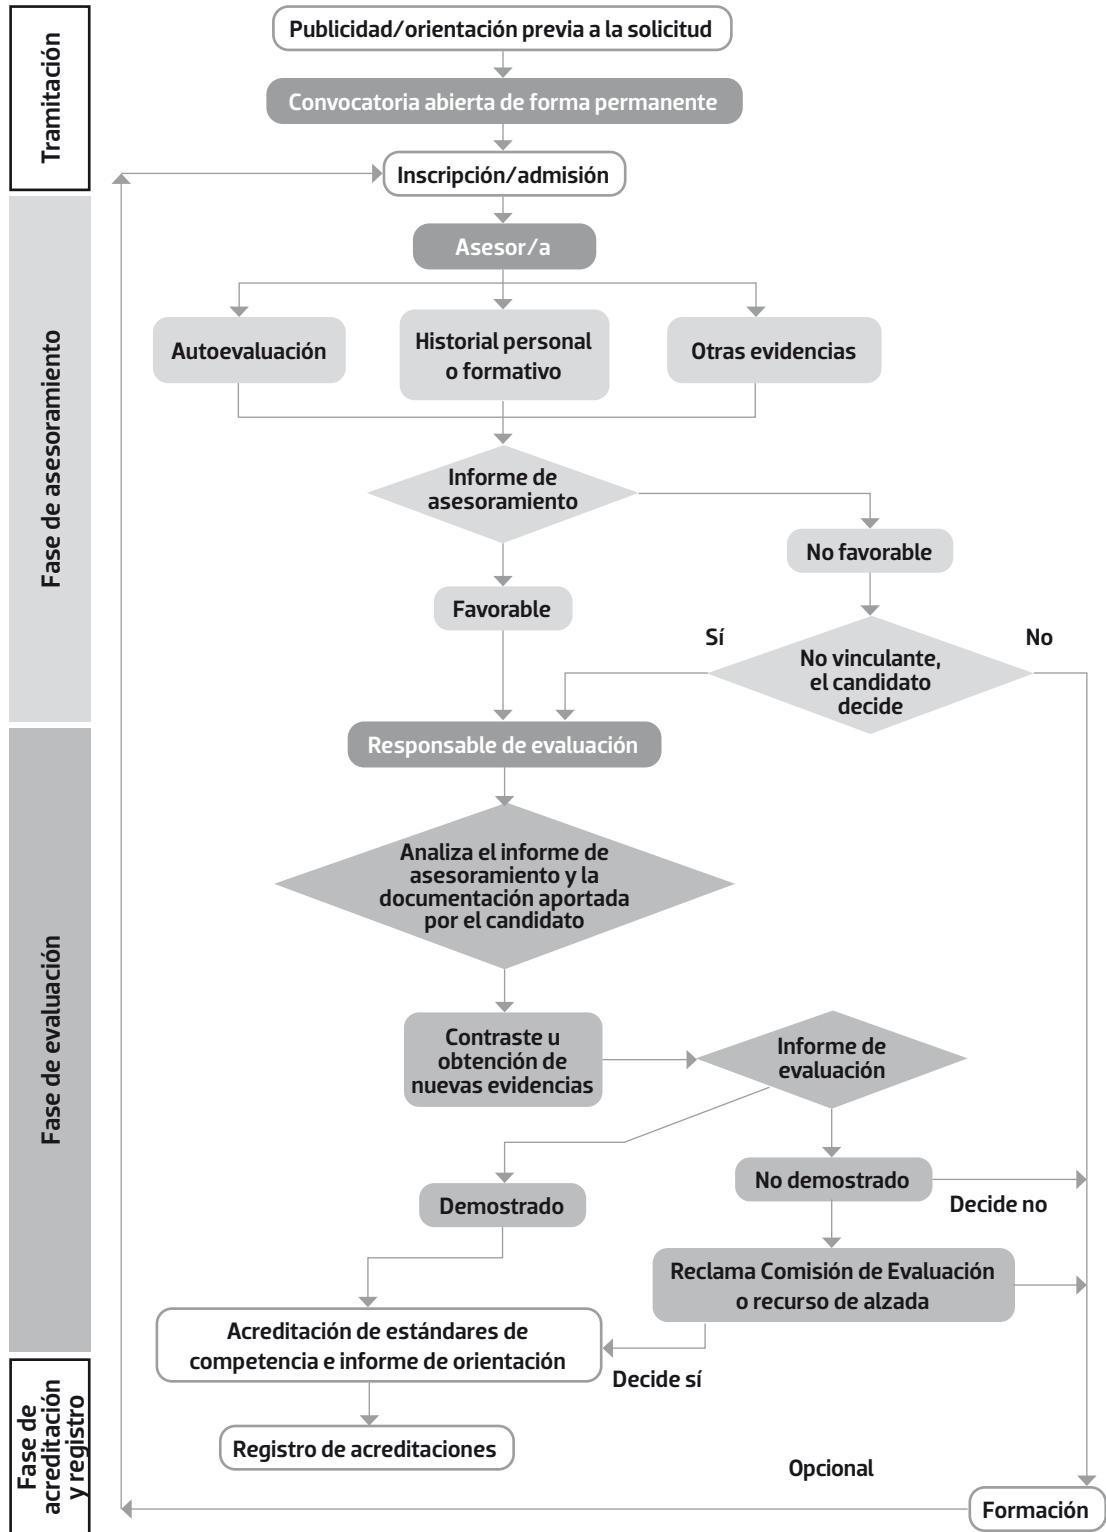 Tramitación
Publicidad/orientación previa a la solicitud
Convocatoria abierta de forma permanente
Inscripción/admisión
Fase de asesoramiento
Asesor/a
Autoevaluación
Historial personal
o formativo
Otras evidencias
Informe de
asesoramiento
No favorable
Favorable
Sí
No
No vinculante,
el candidato
decide
Fase de evaluación
Responsable de evaluación
Analiza el informe de
asesoramiento y la
documentación aportada
por el candidato
Contraste u
obtención de
nuevas evidencias
Informe de
evaluación
No demostrado
Decide no
Demostrado
Reclama Comisión de Evaluación
o recurso de alzada
Acreditación de estándares de
competencia e informe de orientación
Decide sí
Fase de
acreditación
y registro
Registro de acreditaciones
Opcional
Formación